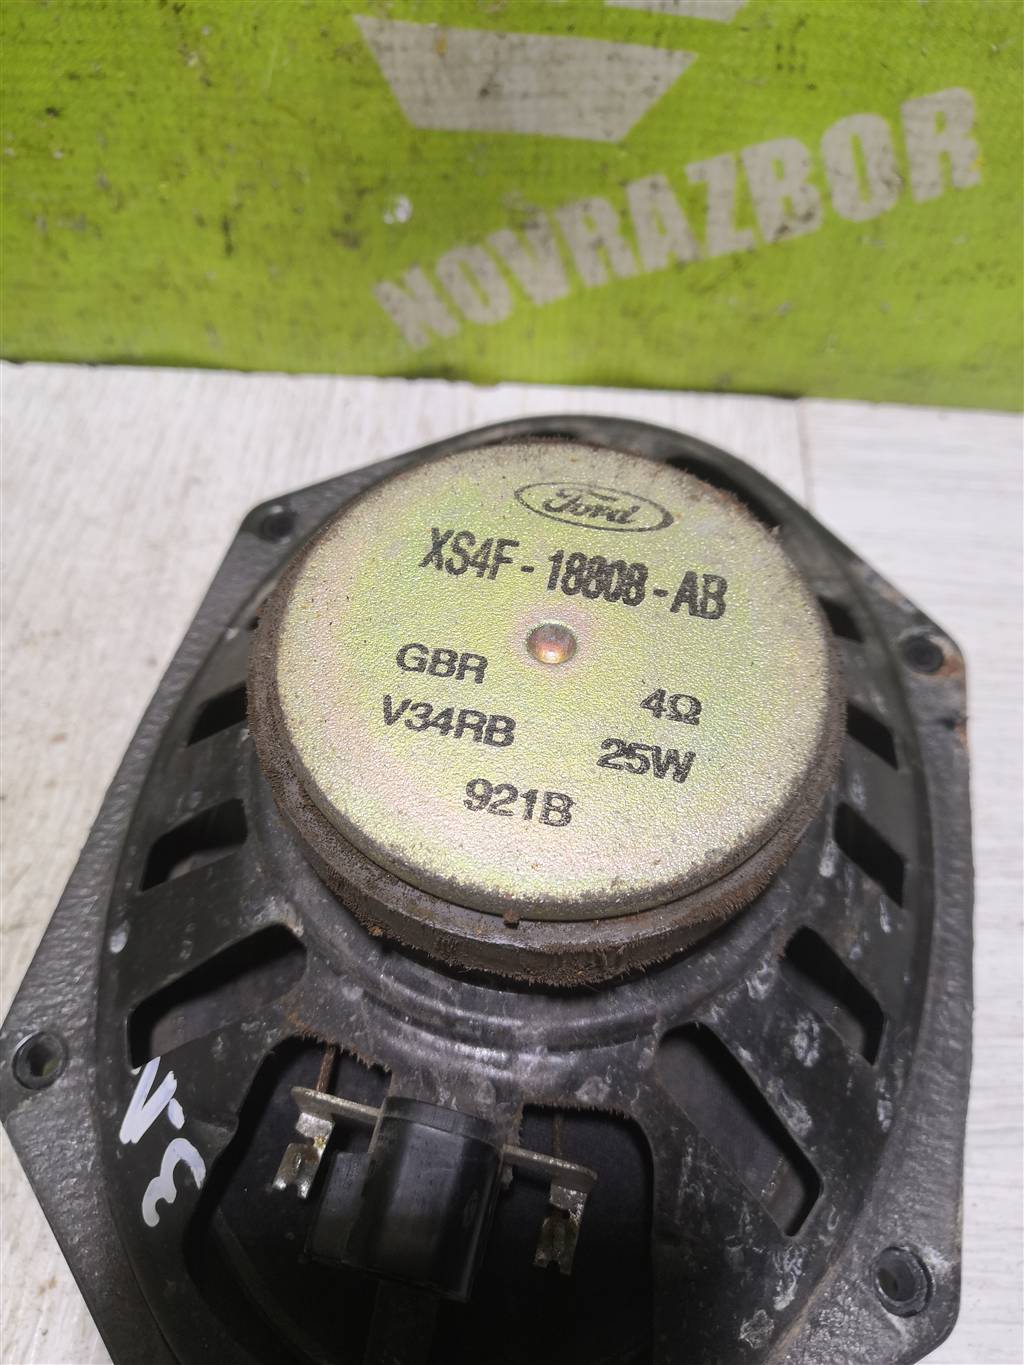 NOVRAZBOR
Ford
XS4F-18808-AB
GBR
4Ω
V34RB
25W
921B